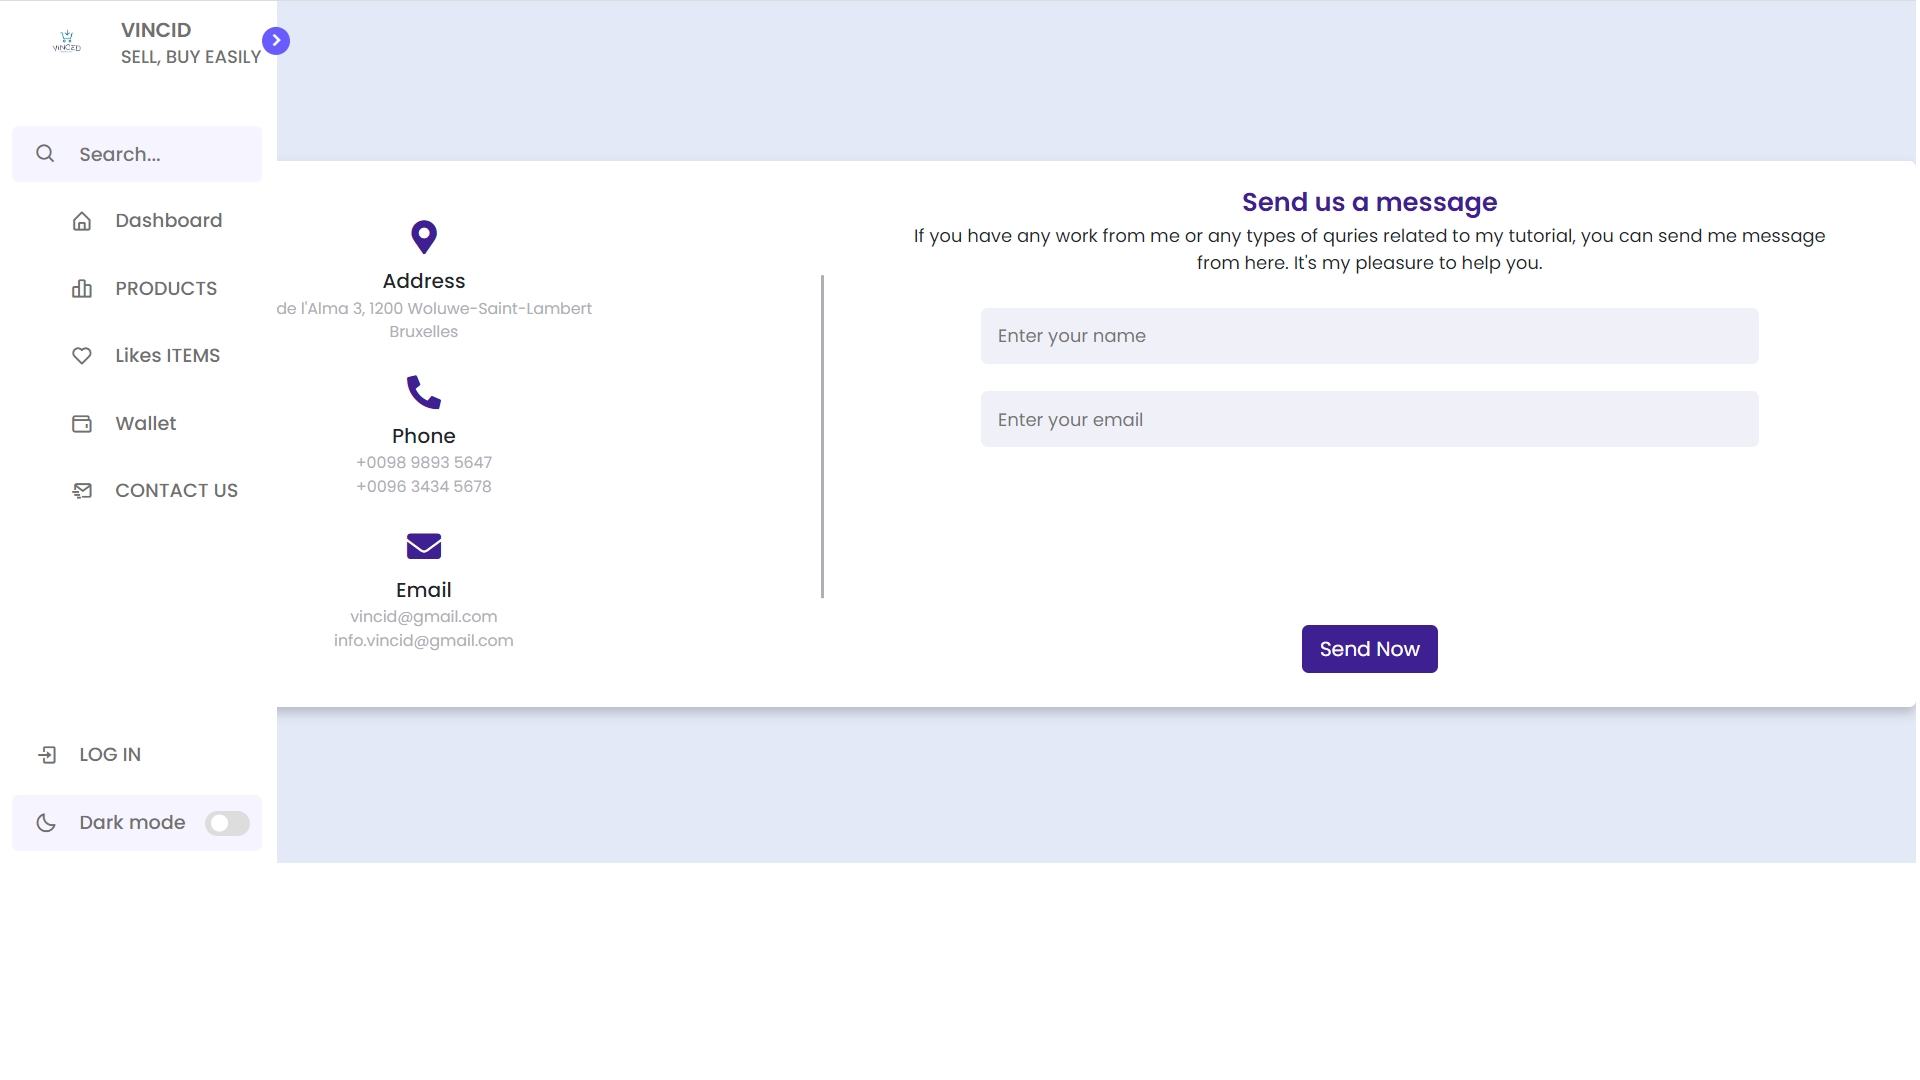 VINCED
VINCID
SELL, BUY EASILY
Search...
Dashboard
PRODUCTS
Likes ITEMS
Wallet
CONTACT US
LOG IN
Dark mode
Address
de l'Alma 3, 1200 Woluwe-Saint-Lambert
Bruxelles
Phone
+0098 9893 5647
+0096 3434 5678
Email
vincid@gmail.com
info.vincid@gmail.com
Send us a message
If you have any work from me or any types of quries related to my tutorial, you can send me message
from here. It's my pleasure to help you.
Enter your name
Enter your email
Send Now